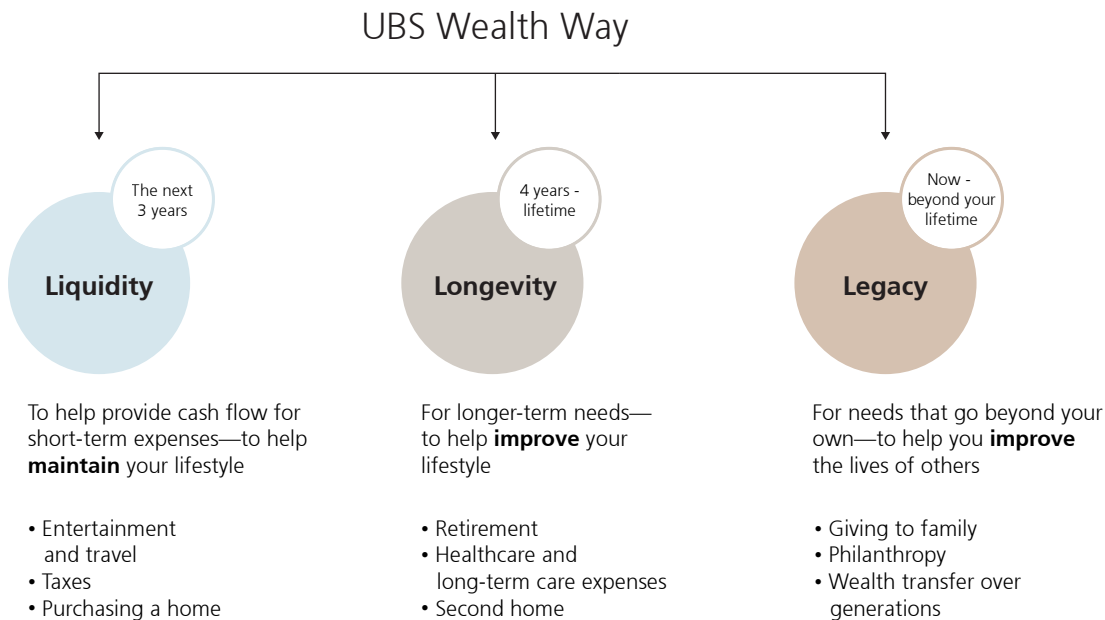 UBS Wealth Way
The next
3 years
Liquidity
To help provide cash flow for
short-term expenses—to help
maintain your lifestyle
• Entertainment
and travel
• Taxes
• Purchasing a home
4 years -
lifetime
Longevity
For longer-term needs—
to help improve your
lifestyle
• Retirement
• Healthcare and
long-term care expenses
• Second home
Now -
beyond your
lifetime
Legacy
For needs that go beyond your
own—to help you improve
the lives of others
• Giving to family
• Philanthropy
• Wealth transfer over
generations